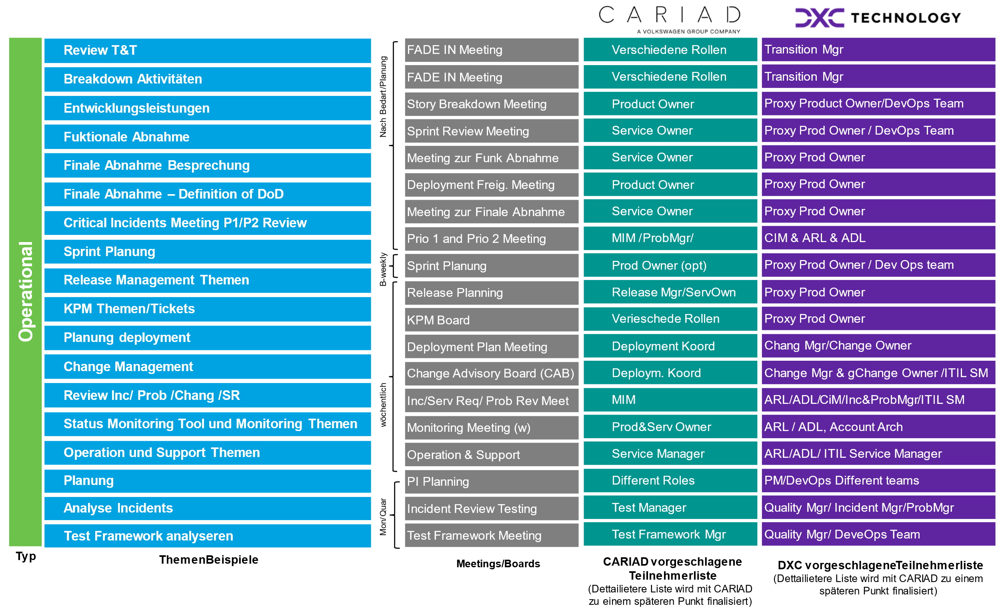 CARIAD
A VOLKSWAGEN GROUP COMPANY
DXC TECHNOLOGY
Operational
Typ
Review T&T
Breakdown Aktivitäten
Entwicklungsleistungen
Fuktionale Abnahme
Finale Abnahme Besprechung
Finale Abnahme – Definition of DoD
Critical Incidents Meeting P1/P2 Review
Sprint Planung
Release Management Themen
KPM Themen/Tickets
Planung deployment
Change Management
Review Inc/ Prob /Chang /SR
Status Monitoring Tool und Monitoring Themen
Operation und Support Themen
Planung
Analyse Incidents
Test Framework analyseren
ThemenBeispiele
Nach Bedart/Planung
B-weekly
wöchentlich
Mon/Quar
FADE IN Meeting
FADE IN Meeting
Story Breakdown Meeting
Sprint Review Meeting
Meeting zur Funk Abnahme
Deployment Freig. Meeting
Meeting zur Finale Abnahme
Prio 1 and Prio 2 Meeting
Sprint Planung
Release Planning
KPM Board
Deployment Plan Meeting
Change Advisory Board (CAB)
Inc/Serv Req/ Prob Rev Meet
Monitoring Meeting (w)
Operation & Support
PI Planning
Incident Review Testing
Test Framework Meeting
Meetings/Boards
Verschiedene Rollen
Verschiedene Rollen
Product Owner
Service Owner
Service Owner
Product Owner
Service Owner
MIM /ProbMgr/
Prod Owner (opt)
Release Mgr/ServOwn
Verieschede Rollen
Deployment Koord
Deploym. Koord
MIM
Prod&Serv Owner
Service Manager
Different Roles
Test Manager
Test Framework Mgr
CARIAD vorgeschlagene
Teilnehmerliste
(Dettailietere Liste wird mit CARIAD
zu einem späteren Punkt finalisiert)
Transition Mgr
Transition Mgr
Proxy Product Owner/DevOps Team
Proxy Prod Owner / DevOps Team
Proxy Prod Owner
Proxy Prod Owner
Proxy Prod Owner
CIM & ARL & ADL
Proxy Prod Owner / Dev Ops team
Proxy Prod Owner
Proxy Prod Owner
Chang Mgr/Change Owner
Change Mgr & gChange Owner /ITIL SM
ARL/ADL/CiM/Inc&ProbMgr/ITIL SM
ARL / ADL, Account Arch
ARL/ADL/ ITIL Service Manager
PM/DevOps Different teams
Quality Mgr/ Incident Mgr/ProbMgr
Quality Mgr/ DeveOps Team
DXC vorgeschlageneTeilnehmerliste
(Dettailietere Liste wird mit CARIAD zu einem
späteren Punkt finalisiert)